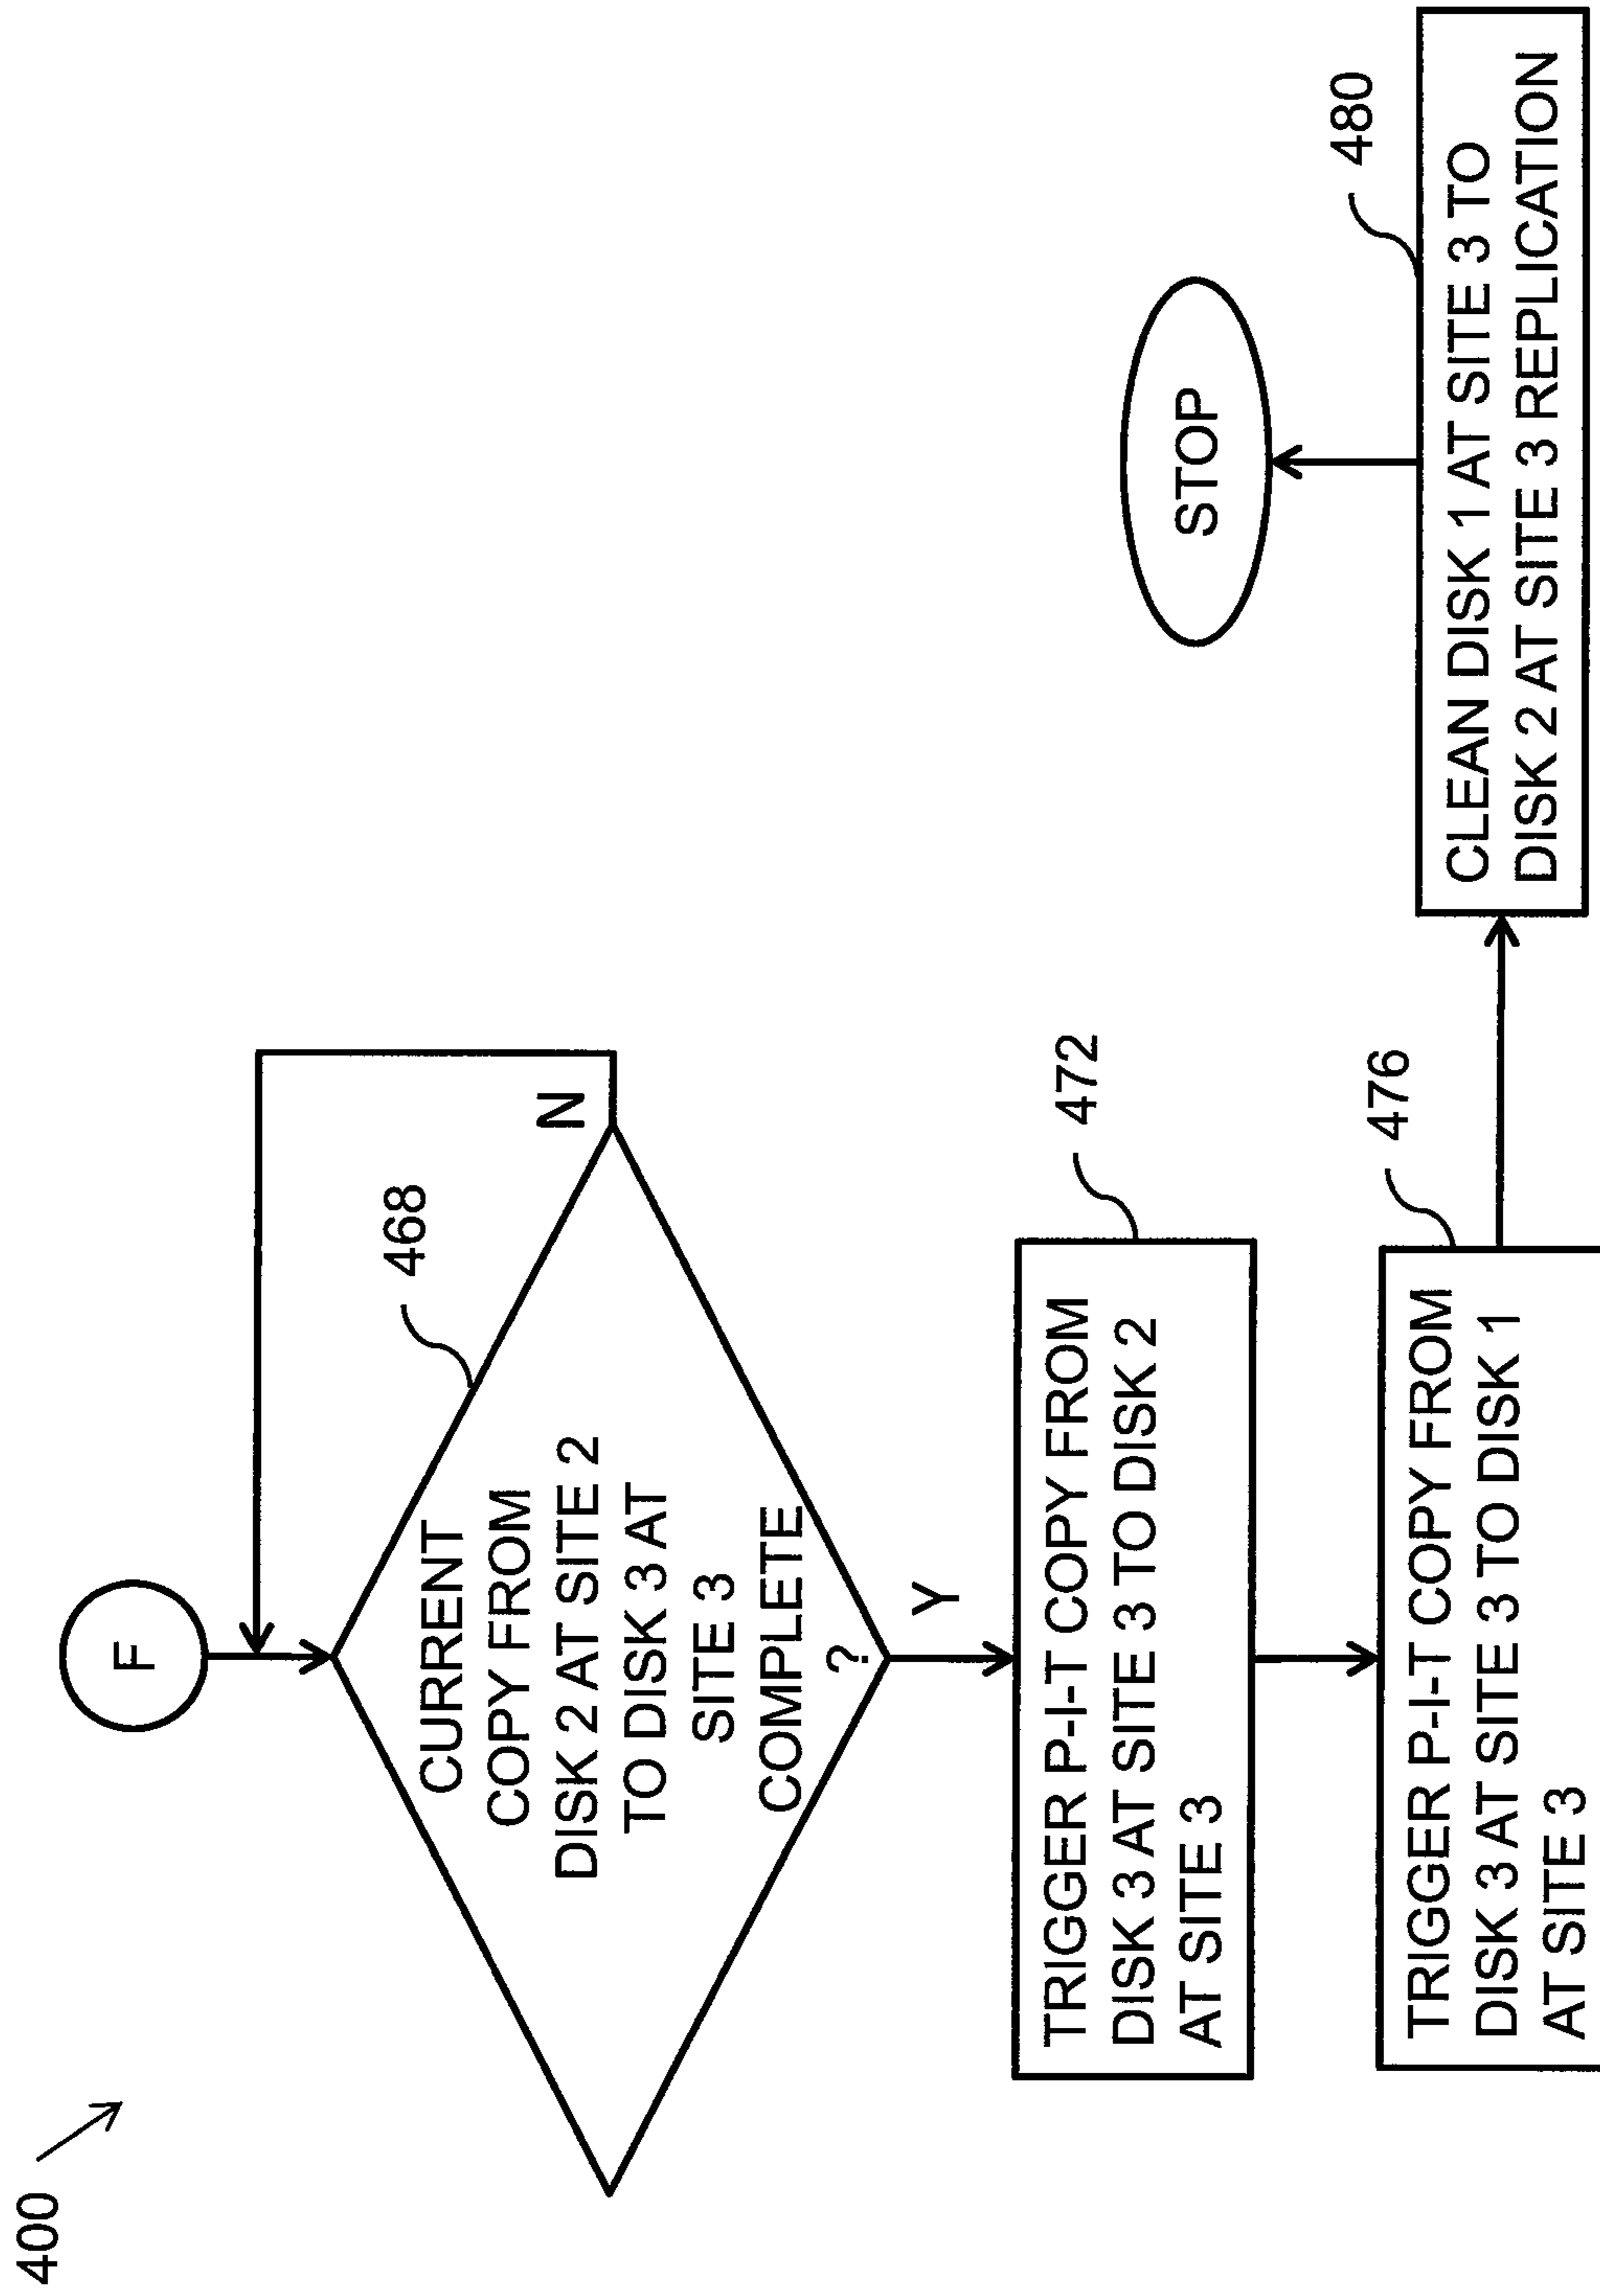 400
F
468
CURRENT
COPY FROM
DISK 2 AT SITE 2
TO DISK 3 AT
SITE 3
COMPLETE
?
N
Y
472
TRIGGER P-I-T COPY FROM
DISK 3 AT SITE 3 TO DISK 2
AT SITE 3
476
TRIGGER P-I-T COPY FROM
DISK 3 AT SITE 3 TO DISK 1
AT SITE 3
480
CLEAN DISK 1 AT SITE 3 TO
DISK 2 AT SITE 3 REPLICATION
STOP